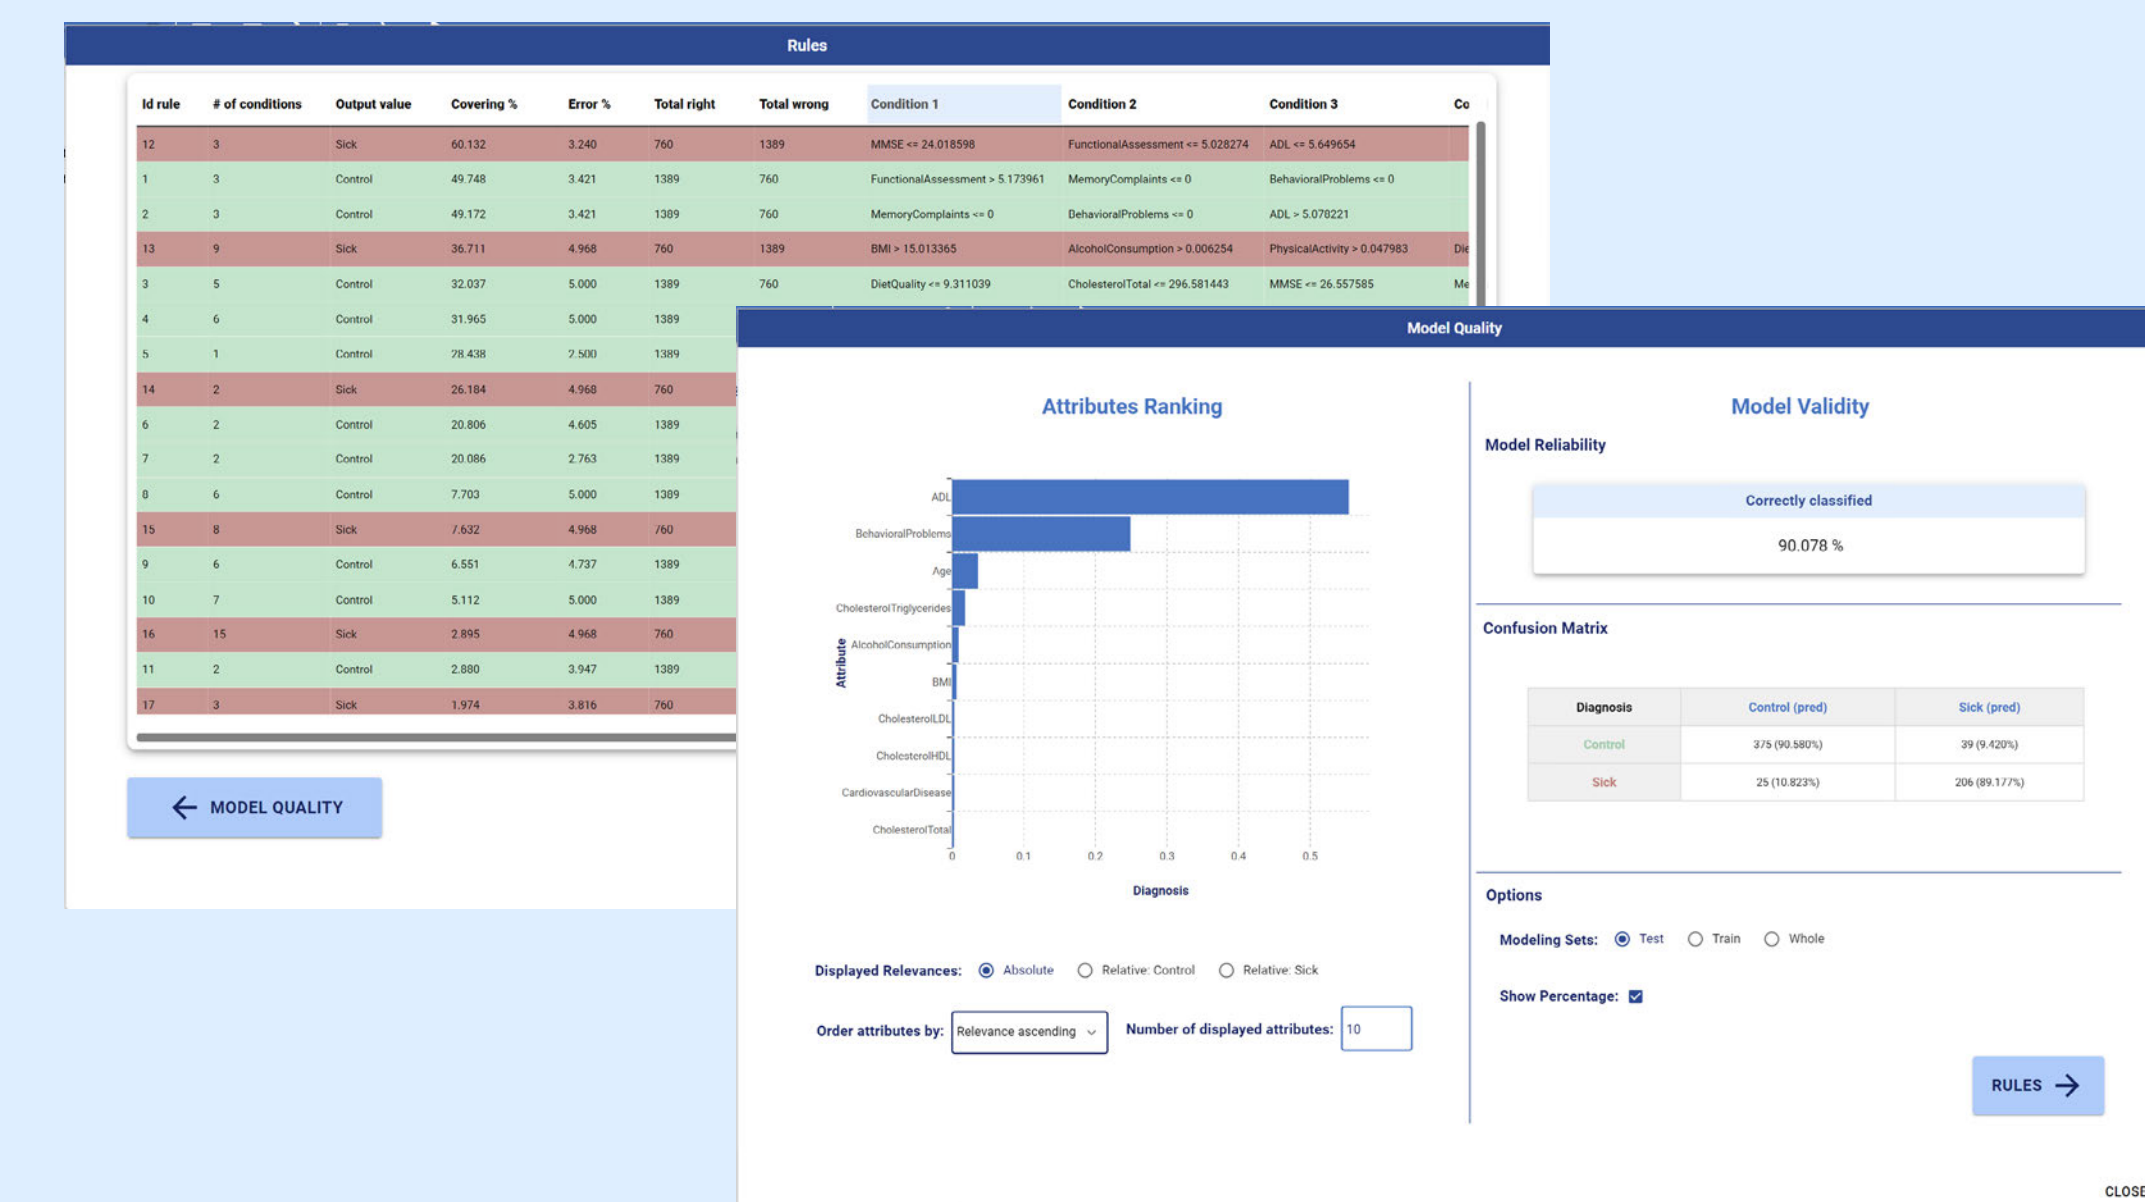 Rules
Id rule # of conditions Output value Covering % Error % Total right Total wrong Condition 1 Condition 2 Condition 3 Co
12 3 Sick 60.132 3.240 760 1389 MMSE <= 24.018598 FunctionalAssessment <= 5.028274 ADL <= 5.649654
1 3 Control 49.748 3.421 1389 760 FunctionalAssessment > 5.173961 MemoryComplaints <= 0 BehavioralProblems <= 0
2 3 Control 49.172 3.421 1389 760 MemoryComplaints <= 0 BehavioralProblems <= 0 ADL > 5.078221
13 9 Sick 36.711 4.968 760 1389 BMI > 15.013365 AlcoholConsumption > 0.006254 PhysicalActivity > 0.047983 Die
3 5 Control 32.037 5.000 1389 760 DietQuality <= 9.311039 CholesterolTotal <= 296.581443 MMSE <= 26.557585 Me
4 6 Control 31.965 5.000 1389
5 1 Control 28.438 2.500 1389
14 2 Sick 26.184 4.968 760
6 2 Control 20.806 4.605 1389
7 2 Control 20.086 2.763 1389
8 6 Control 7.703 5.000 1389
15 8 Sick 7.632 4.968 760
9 6 Control 6.551 4.737 1389
10 7 Control 5.112 5.000 1389
16 15 Sick 2.895 4.968 760
11 2 Control 2.880 3.947 1389
17 3 Sick 1.974 3.816 760
MODEL QUALITY
Model Quality
Attributes Ranking
ADL
BehavioralProblems
Age
CholesterolTriglycerides
AlcoholConsumption
BMI
CholesterolLDL
CholesterolHDL
CardiovascularDisease
CholesterolTotal
Attribute
0 0.1 0.2 0.3 0.4 0.5
Diagnosis
Displayed Relevances: Absolute Relative: Control Relative: Sick
Order attributes by: Relevance ascending Number of displayed attributes: 10
Model Validity
Model Reliability
Correctly classified
90.078 %
Confusion Matrix
Diagnosis Control (pred) Sick (pred)
Control 375 (90.580%) 39 (9.420%)
Sick 25 (10.823%) 206 (89.177%)
Options
Modeling Sets: Test Train Whole
Show Percentage:
RULES
CLOSE